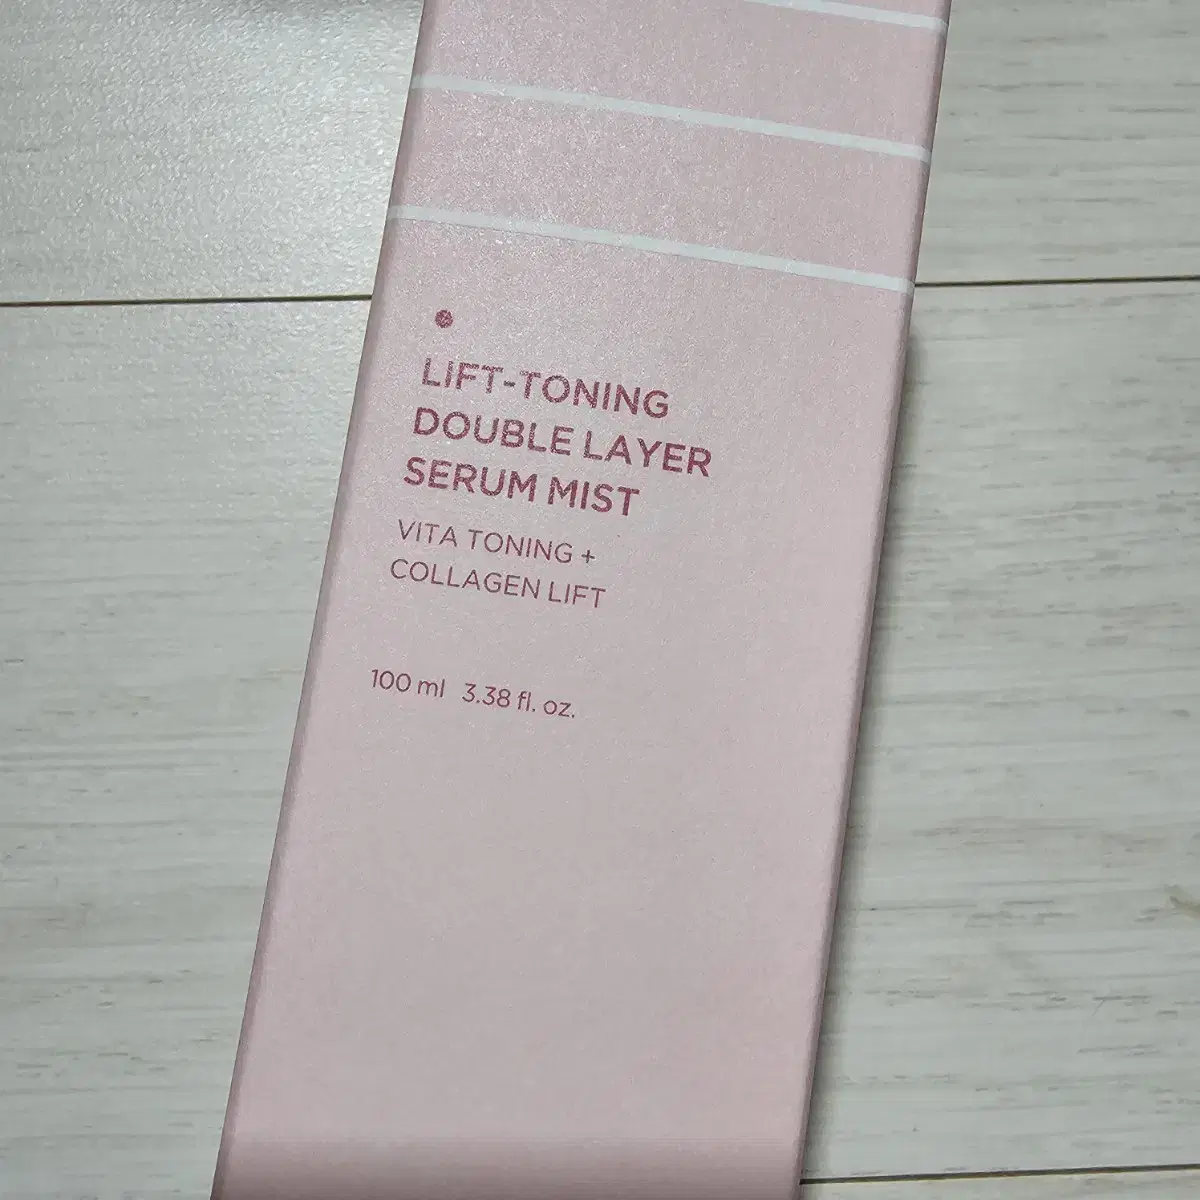 LIFT-TONING
DOUBLE LAYER
SERUM MIST
VITA TONING +
COLLAGEN LIFT
100 ml 3.38 fl. oz.